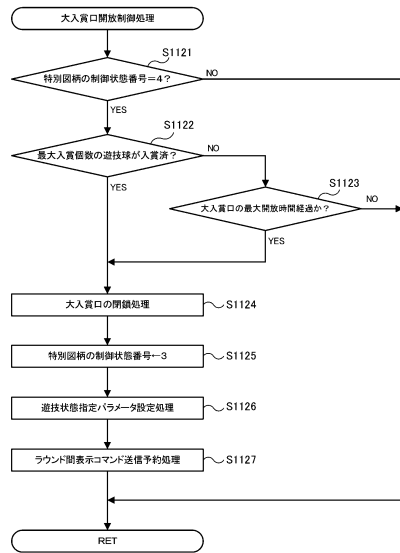 大入賞口開放制御処理
S1121
特別図柄の制御状態番号=4?
NO
YES
S1122
最大入賞個数の遊技球が入賞済?
NO
YES
S1123
大入賞口の最大開放時間経過か?
NO
YES
大入賞口の閉鎖処理
S1124
特別図柄の制御状態番号←3
S1125
遊技状態指定パラメータ設定処理
S1126
ラウンド間表示コマンド送信予約処理
S1127
RET